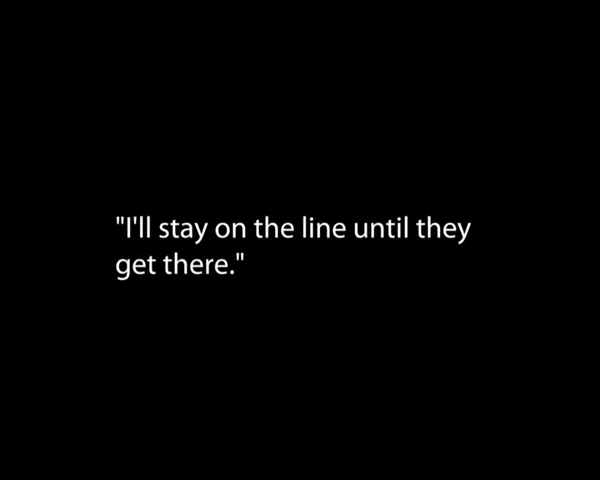 "I'll stay on the line until they
get there."